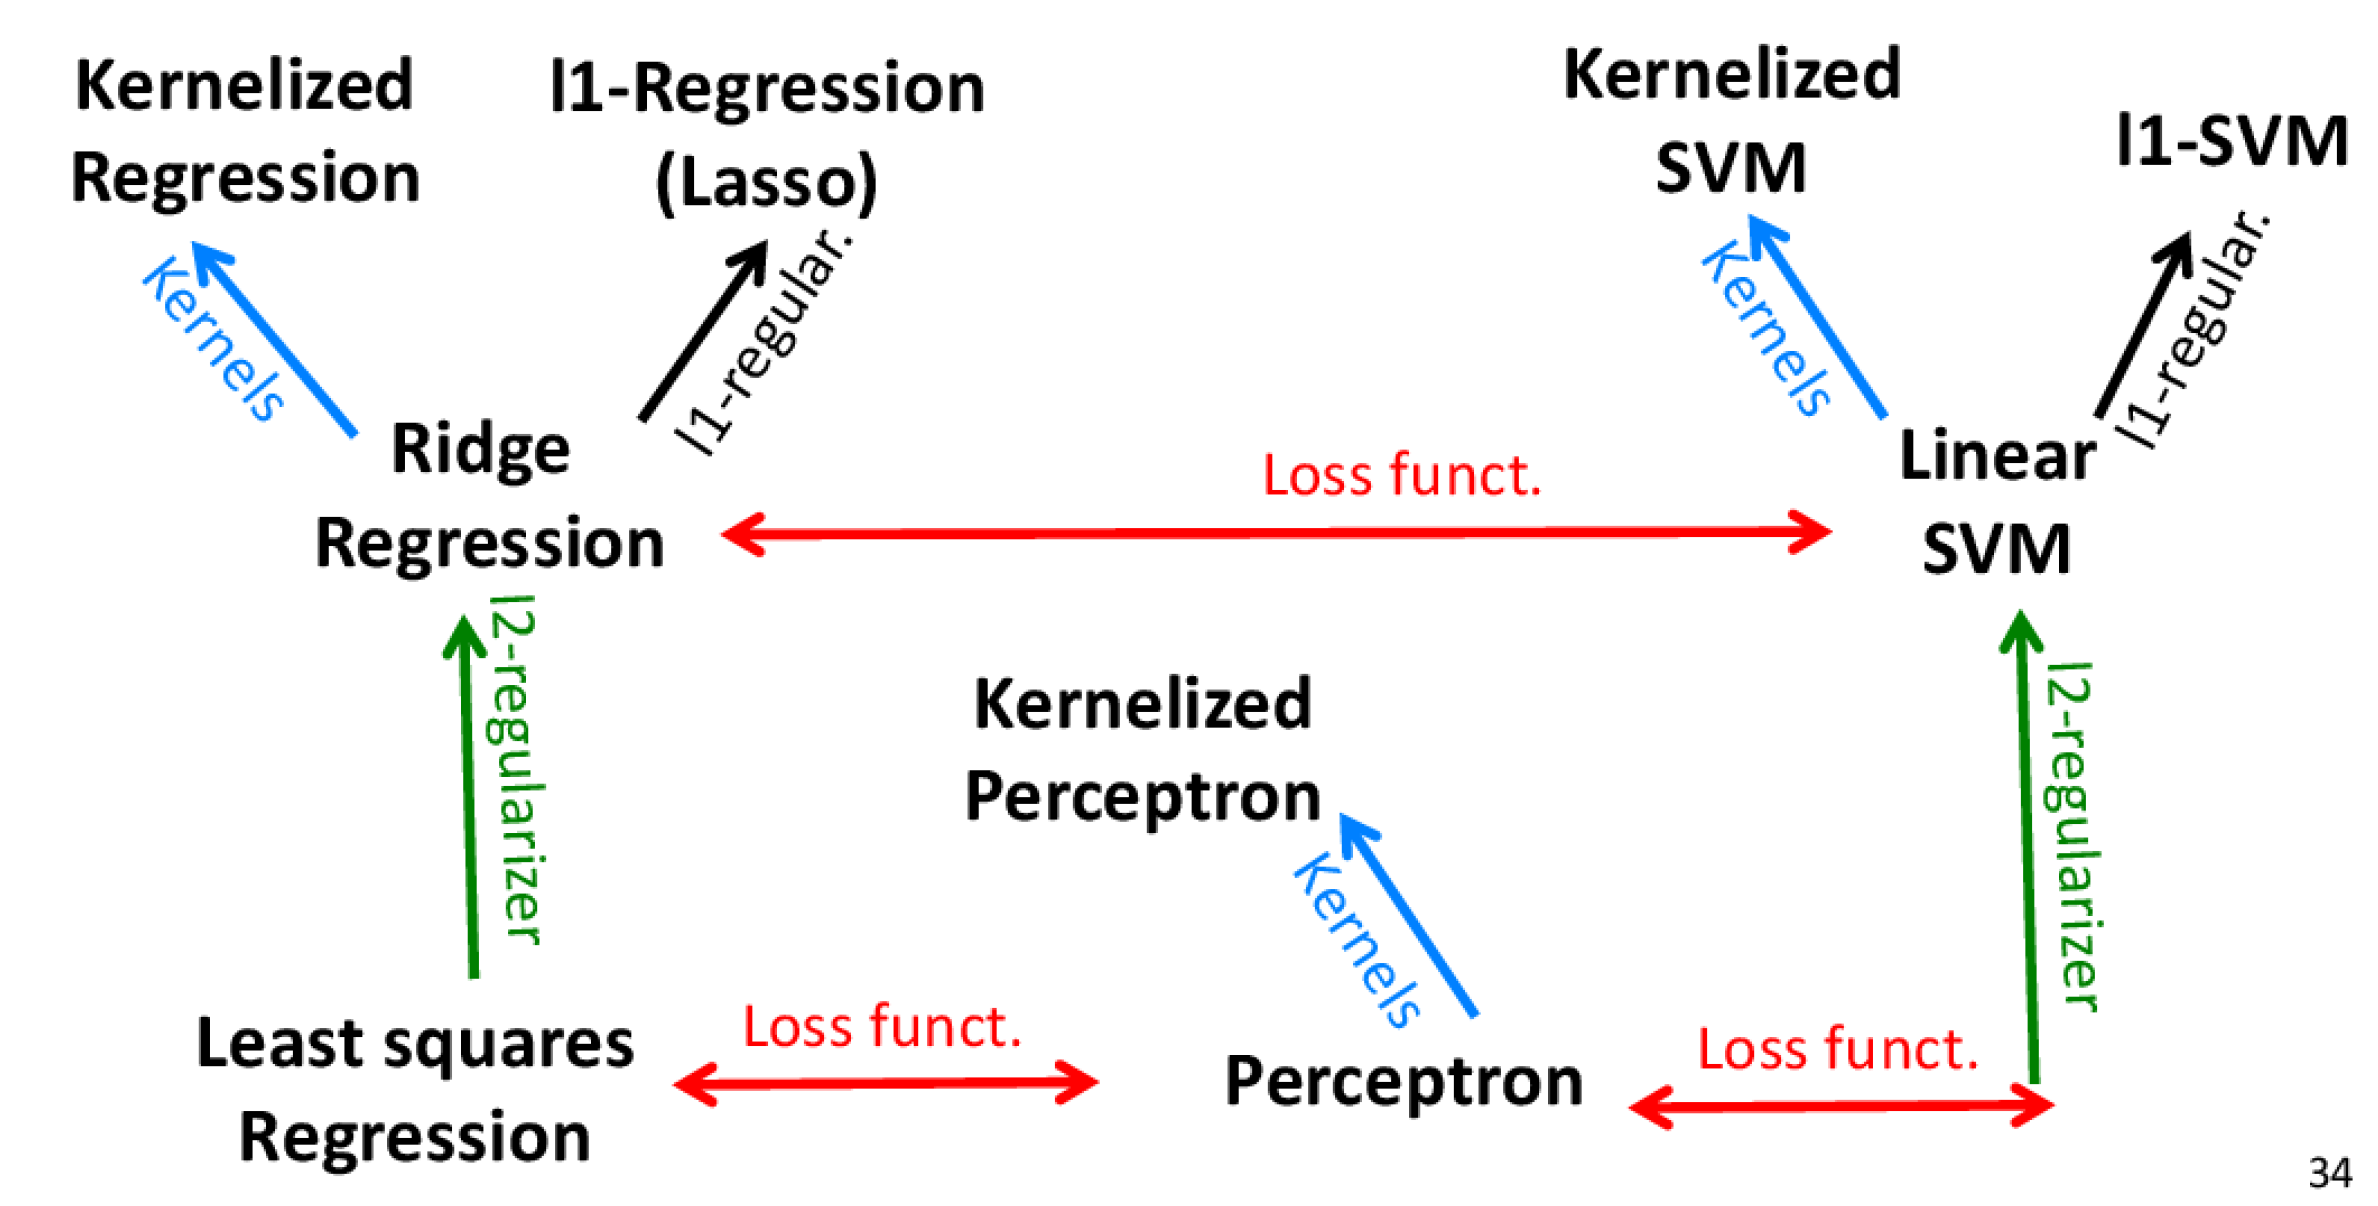 Kernelized
Regression
l1-Regression
(Lasso)
Kernelized
SVM
l1-SVM
Kernels
l1-regular.
Kernels
l1-regular.
Ridge
Regression
Loss funct.
Linear
SVM
l2-regularizer
Kernelized
Perceptron
l2-regularizer
Kernels
Least squares
Regression
Loss funct.
Perceptron
Loss funct.
34